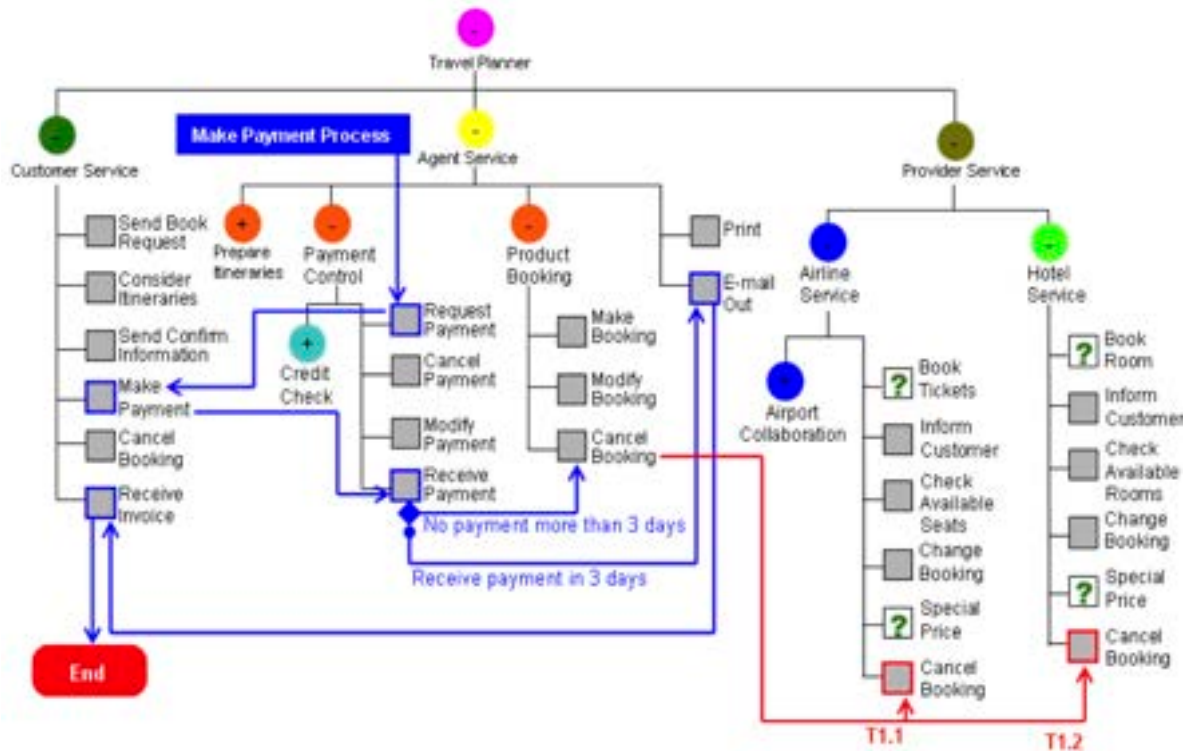 Travel Planner
Make Payment Process
Customer Service
Agent Service
Provider Service
Send Book
Request
Consider
Itineraries
Send Confirm
Information
Make
Payment
Cancel
Booking
Receive
Invoice
End
Prepare
Itineraries
Payment
Control
Credit
Check
Request
Payment
Cancel
Payment
Modify
Payment
Receive
Payment
No payment more than 3 days
Receive payment in 3 days
Product
Booking
Make
Booking
Modify
Booking
Cancel
Booking
Print
E-mail
Out
Airline
Service
Airport
Collaboration
Book
Tickets
Inform
Customer
Check
Available
Seats
Change
Booking
Special
Price
Cancel
Booking
Hotel
Service
Book
Room
Inform
Customer
Check
Available
Rooms
Change
Booking
Special
Price
Cancel
Booking
T1.1
T1.2